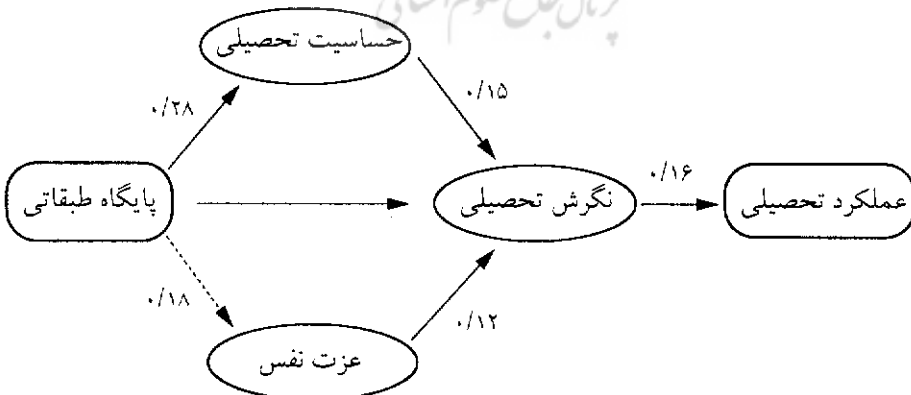 حساسیت تحصیلی
۰/۲۸
۰/۱۵
پایگاه طبقاتی
نگرش تحصیلی
۰/۱۶
عملکرد تحصیلی
۰/۱۸
۰/۱۲
عزت نفس